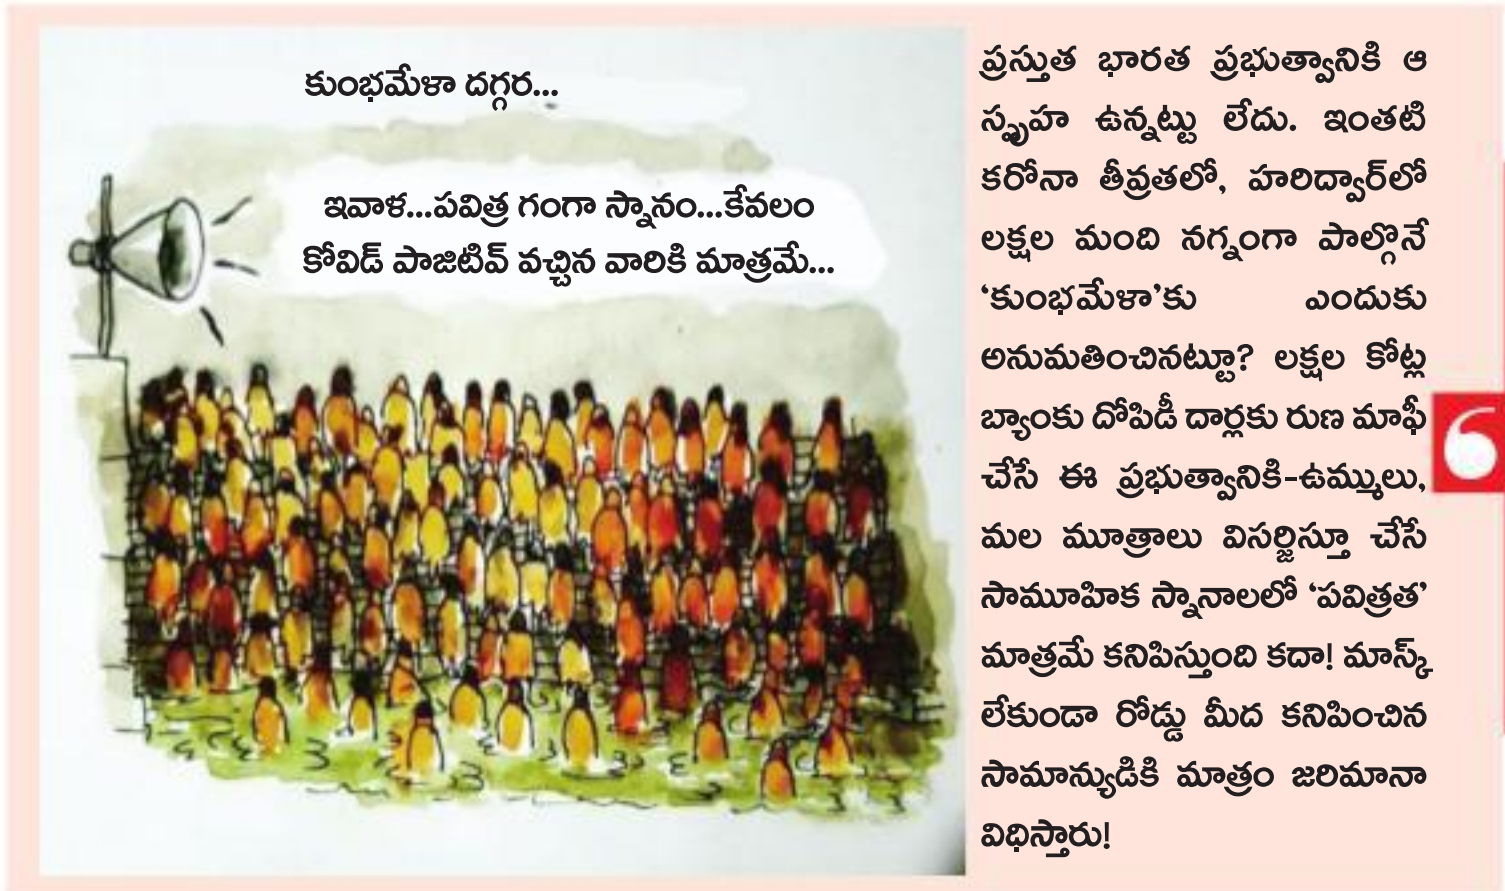 కుంభమేళా దగ్గర...
ఇవాళ...పవిత్ర గంగా స్నానం...కేవలం
కోవిడ్ పాజిటివ్ వచ్చిన వారికి మాత్రమే...
ప్రస్తుత భారత ప్రభుత్వానికి ఆ
స్పృహ ఉన్నట్టు లేదు. ఇంతటి
కరోనా తీవ్రతలో, హరిద్వార్‌లో
లక్షల మంది నగ్నంగా పాల్గొనే
‘కుంభమేళా’కు ఎందుకు
అనుమతించినట్టూ? లక్షల కోట్ల
బ్యాంకు దోపిడీ దార్లకు రుణ మాఫీ
చేసే ఈ ప్రభుత్వానికి-ఉమ్ములు,
మల మూత్రాలు విసర్జిస్తూ చేసే
సామూహిక స్నానాలలో ‘పవిత్రత’
మాత్రమే కనిపిస్తుంది కదా! మాస్క్
లేకుండా రోడ్డు మీద కనిపించిన
సామాన్యుడికి మాత్రం జరిమానా
విధిస్తారు!